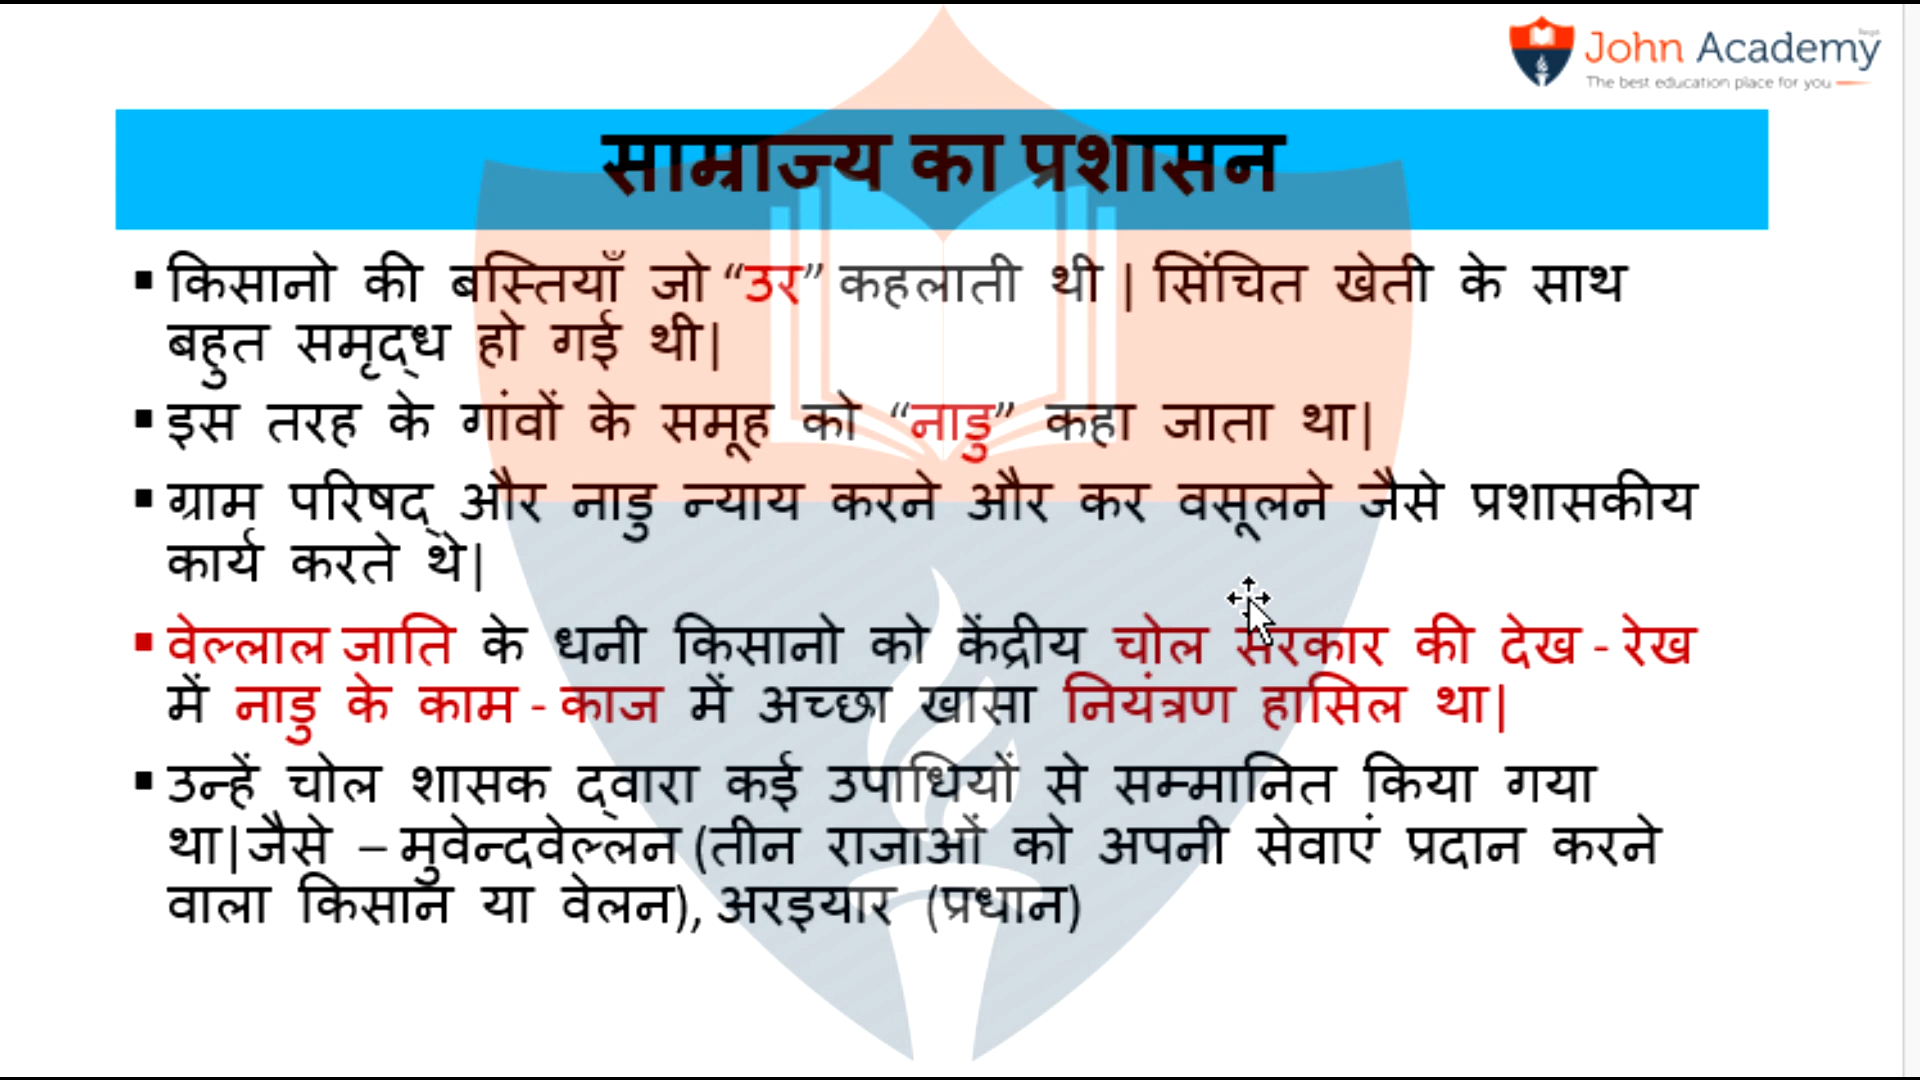 John Academy
The best education place for you
साम्राज्य का प्रशासन
▪ किसानो की बस्तियाँ जो “उर” कहलाती थी | सिंचित खेती के साथ
बहुत समृद्ध हो गई थी|
▪ इस तरह के गांवों के समूह को “नाडु” कहा जाता था|
▪ ग्राम परिषद् और नाडु न्याय करने और कर वसूलने जैसे प्रशासकीय
कार्य करते थे|
▪ वेल्लाल जाति के धनी किसानो को केंद्रीय चोल सरकार की देख - रेख
में नाडु के काम - काज में अच्छा खासा नियंत्रण हासिल था|
▪ उन्हें चोल शासक द्वारा कई उपाधियों से सम्मानित किया गया
था|जैसे – मुवेन्दवेल्लन (तीन राजाओं को अपनी सेवाएं प्रदान करने
वाला किसान या वेलन), अरइयार (प्रधान)